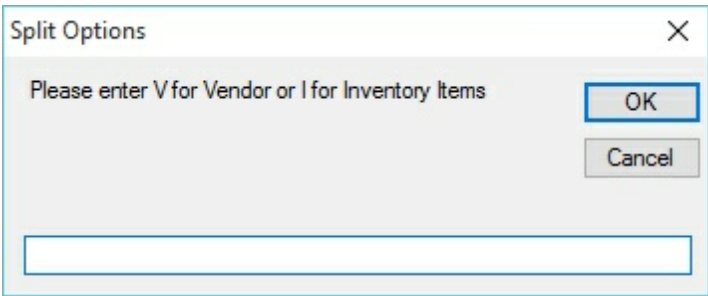 Split Options
Please enter V for Vendor or I for Inventory Items
OK
Cancel